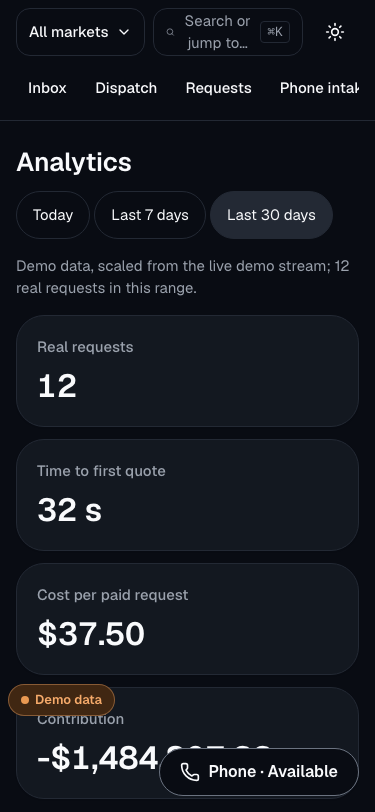 All markets
Search or
jump to...
⌘K
Inbox Dispatch Requests Phone intak
Analytics
Today Last 7 days Last 30 days
Demo data, scaled from the live demo stream; 12
real requests in this range.
Real requests
12
Time to first quote
32 s
Cost per paid request
$37.50
Demo data
Contribution
-$1,484
Phone · Available